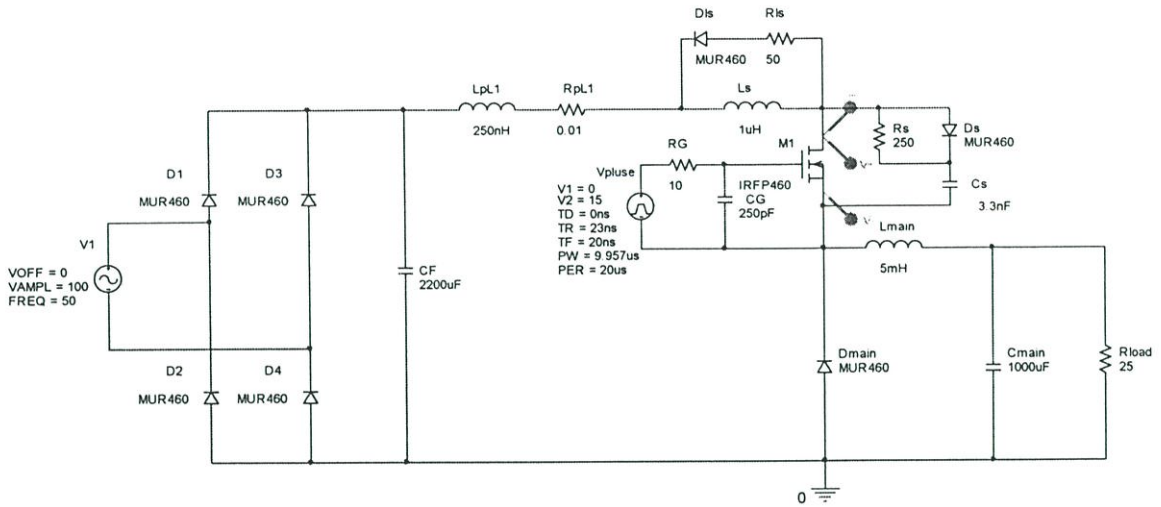 Dls
Rls
MUR460
50
LpL1
RpL1
Ls
250nH
0.01
1uH
Rs
250
Ds
MUR460
RG
M1
Vpluse
10
IRFP460
Cs
3.3nF
V1 = 0
V2 = 15
TD = 0ns
TR = 23ns
TF = 20ns
PW = 9.957us
PER = 20us
CG
250pF
D1
D3
MUR460
MUR460
V1
VOFF = 0
VAMPL = 100
FREQ = 50
CF
2200uF
Lmain
5mH
D2
D4
MUR460
MUR460
Dmain
MUR460
Cmain
1000uF
Rload
25
0